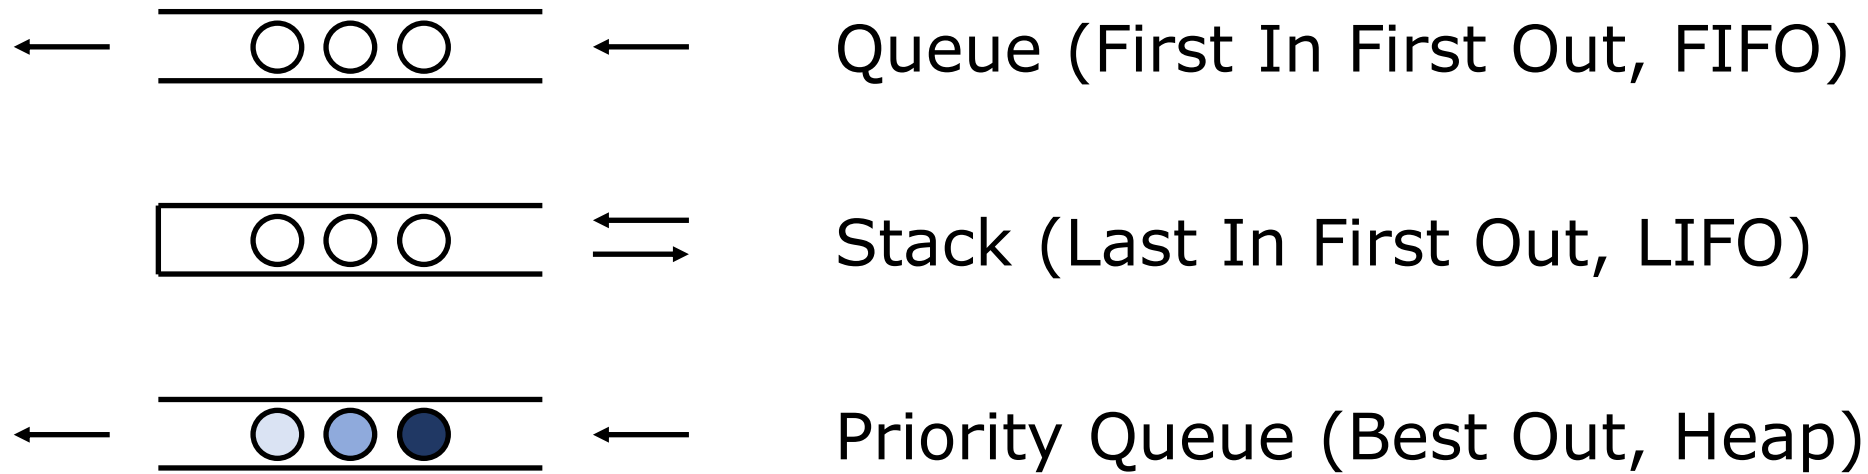 Queue (First In First Out, FIFO)
Stack (Last In First Out, LIFO)
Priority Queue (Best Out, Heap)